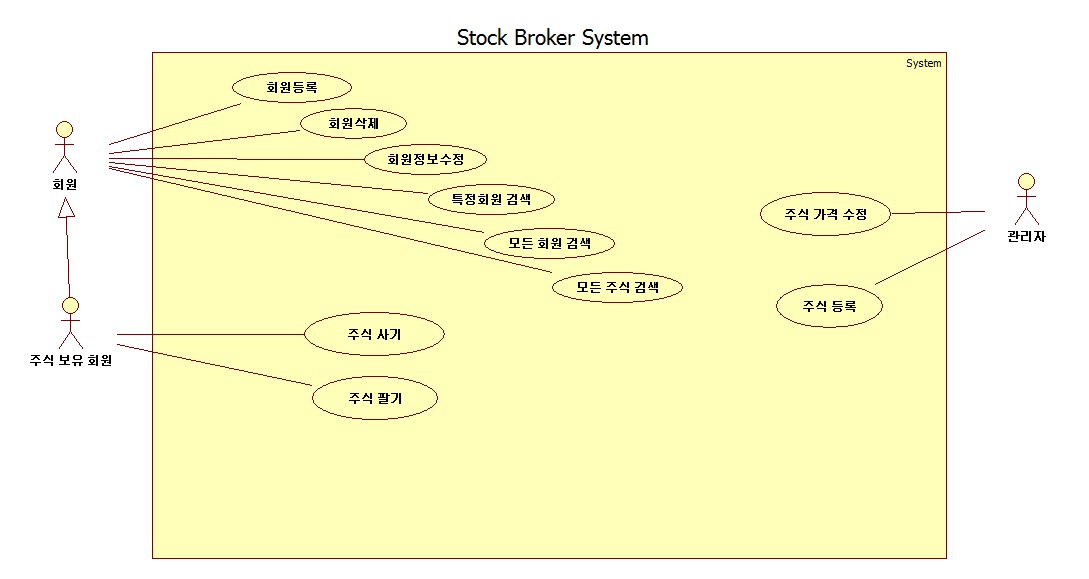 Stock Broker System
System
회원등록
회원삭제
회원정보수정
특정회원 검색
모든 회원 검색
모든 주식 검색
회원
주식 보유 회원
주식 사기
주식 팔기
주식 가격 수정
주식 등록
관리자